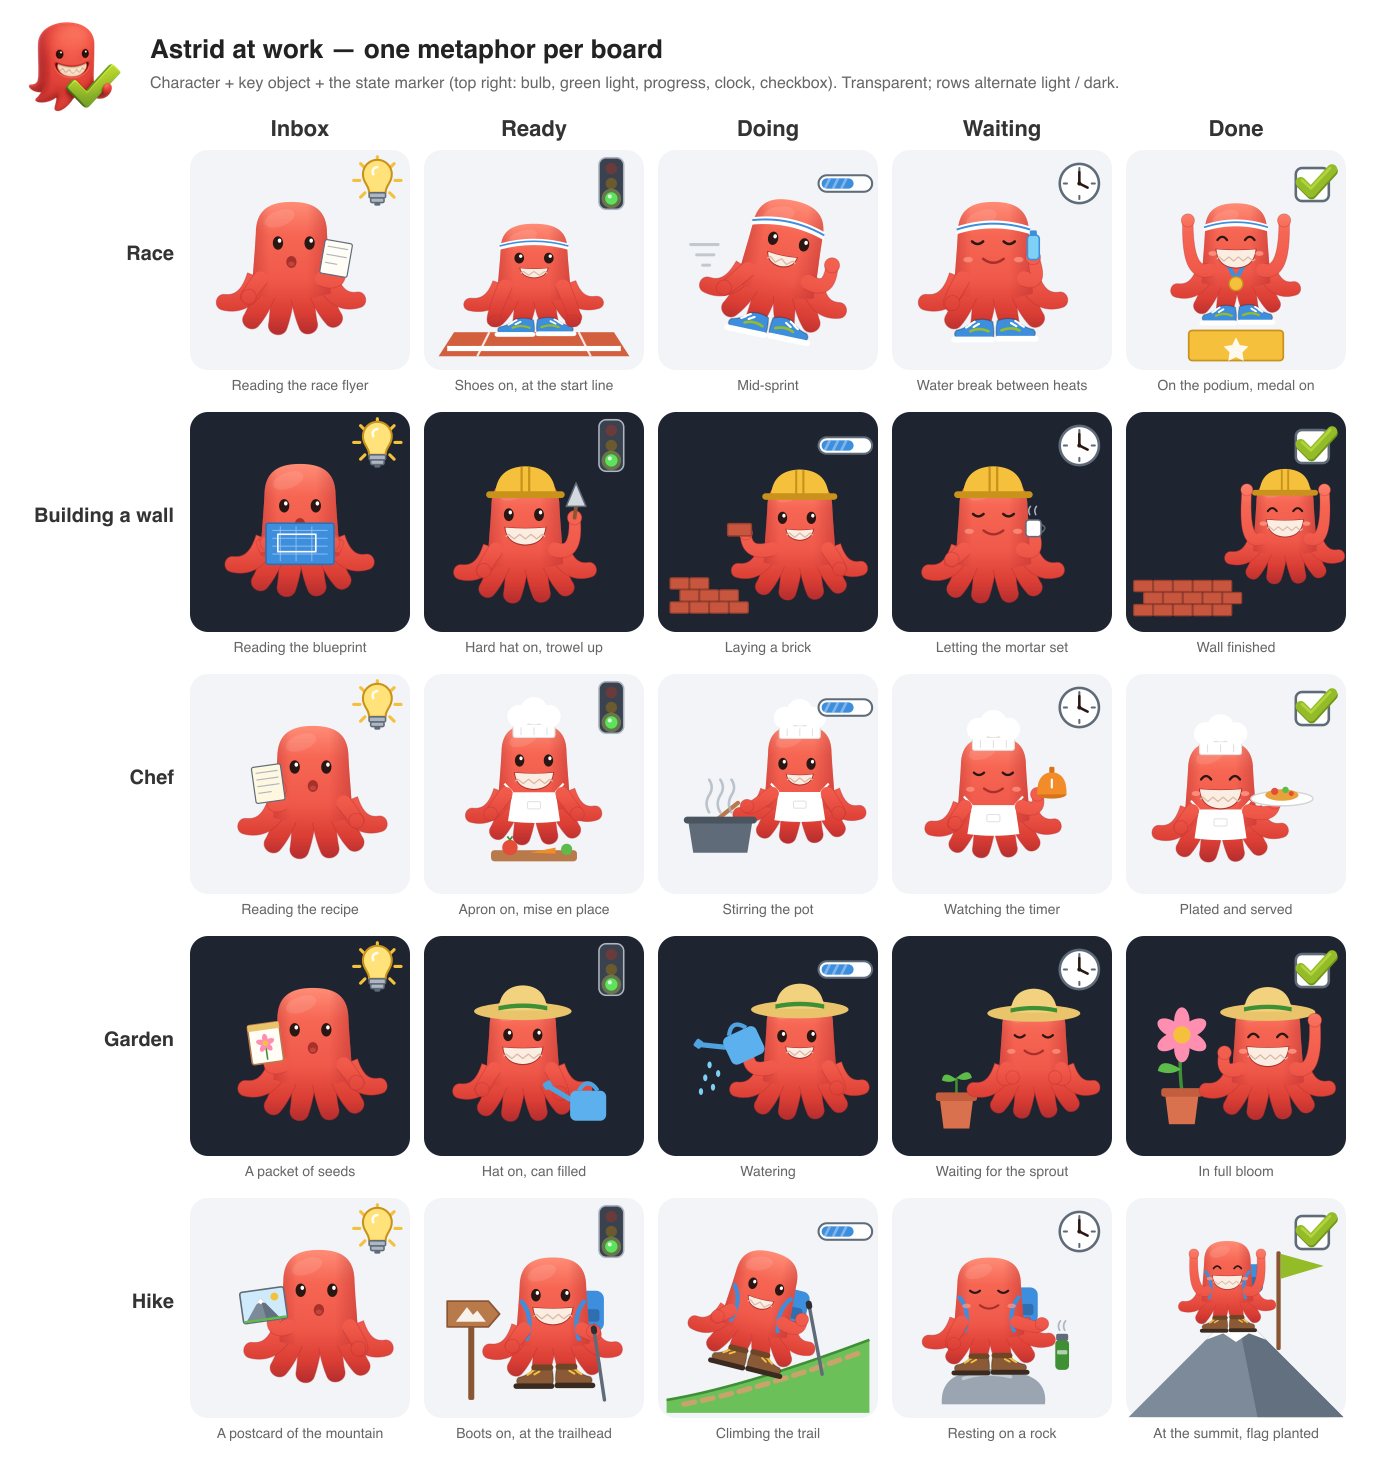 Astrid at work — one metaphor per board
Character + key object + the state marker (top right: bulb, green light, progress, clock, checkbox). Transparent; rows alternate light / dark.
Inbox Ready Doing Waiting Done
Race
Reading the race flyer Shoes on, at the start line Mid-sprint Water break between heats On the podium, medal on
Building a wall
Reading the blueprint Hard hat on, trowel up Laying a brick Letting the mortar set Wall finished
Chef
Reading the recipe Apron on, mise en place Stirring the pot Watching the timer Plated and served
Garden
A packet of seeds Hat on, can filled Watering Waiting for the sprout In full bloom
Hike
A postcard of the mountain Boots on, at the trailhead Climbing the trail Resting on a rock At the summit, flag planted